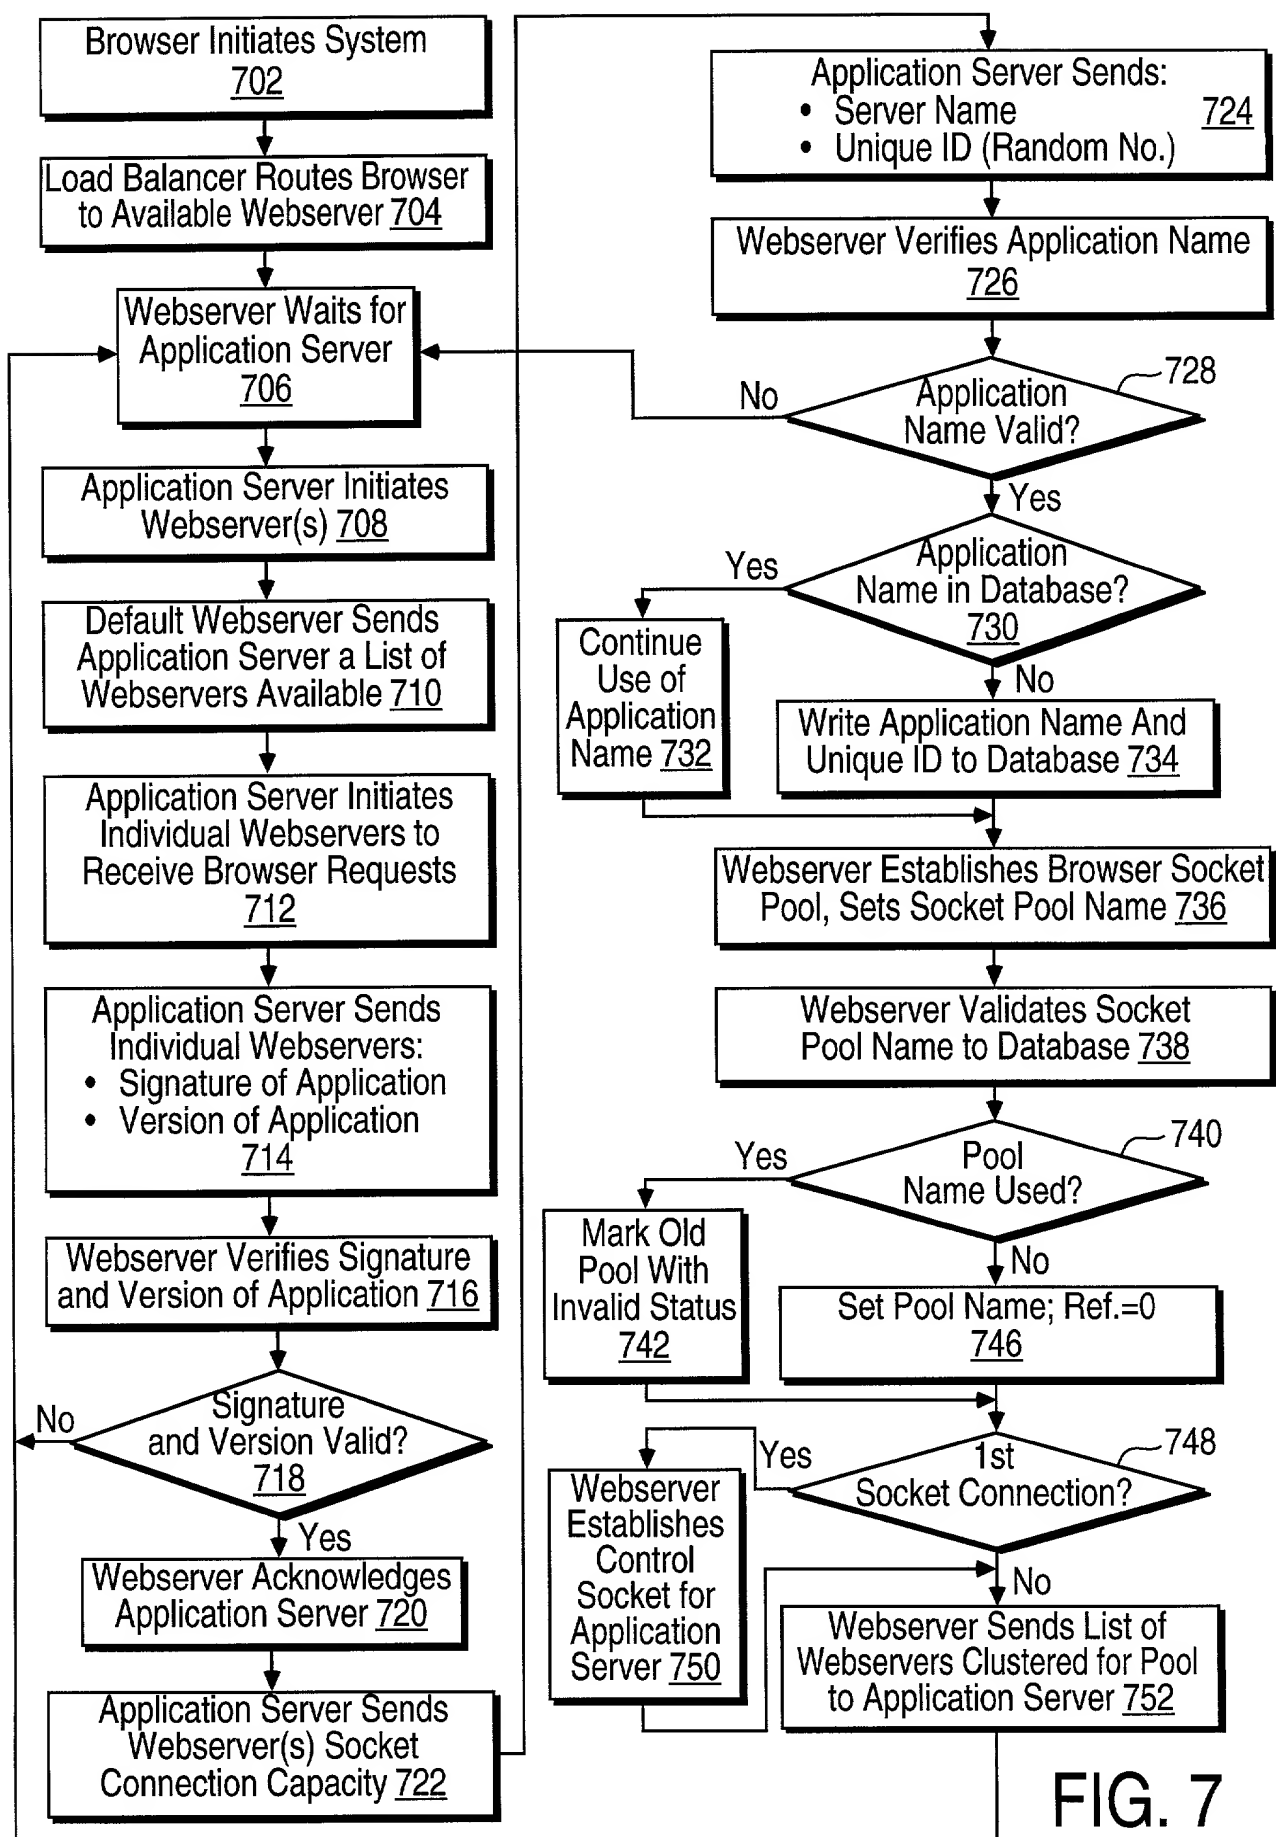 Browser Initiates System
702
Load Balancer Routes Browser
to Available Webserver 704
Webserver Waits for
Application Server
706
Application Server Initiates
Webserver(s) 708
Default Webserver Sends
Application Server a List of
Webservers Available 710
Application Server Initiates
Individual Webservers to
Receive Browser Requests
712
Application Server Sends
Individual Webservers:
• Signature of Application
• Version of Application
714
Webserver Verifies Signature
and Version of Application 716
No
Signature
and Version Valid?
718
Yes
Webserver Acknowledges
Application Server 720
Application Server Sends
Webserver(s) Socket
Connection Capacity 722
Application Server Sends:
• Server Name
724
• Unique ID (Random No.)
Webserver Verifies Application Name
726
728
No
Application
Name Valid?
Yes
Application
Name in Database?
730
Yes
Continue
Use of
Application
Name 732
No
Write Application Name And
Unique ID to Database 734
Webserver Establishes Browser Socket
Pool, Sets Socket Pool Name 736
Webserver Validates Socket
Pool Name to Database 738
740
Yes
Pool
Name Used?
Mark Old
Pool With
Invalid Status
742
No
Set Pool Name; Ref.=0
746
748
Yes
1st
Socket Connection?
Webserver
Establishes
Control
Socket for
Application
Server 750
No
Webserver Sends List of
Webservers Clustered for Pool
to Application Server 752
FIG. 7